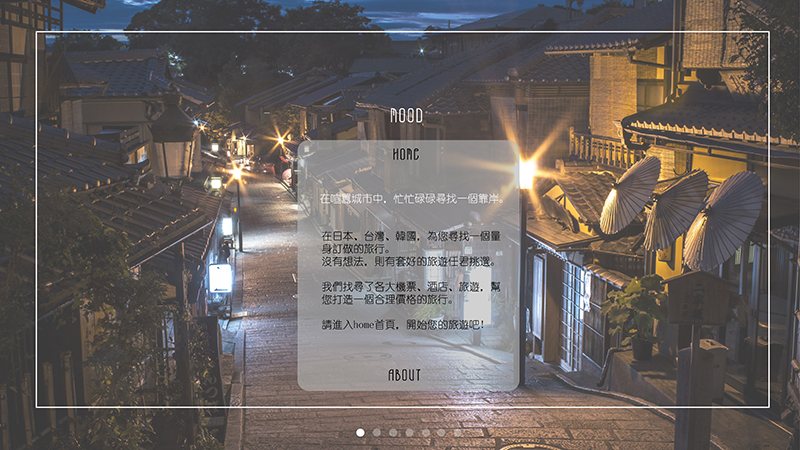 MOOD
HOME
在喧囂城市中，忙忙碌碌尋找一個靠岸。
在日本、台灣、韓國，為您尋找一個量
身訂做的旅行。
沒有想法，則有套好的旅遊任君挑選。
我們找尋了各大機票、酒店、旅遊，幫
您打造一個合理價格的旅行。
請進入home首頁，開始您的旅遊吧！
ABOUT